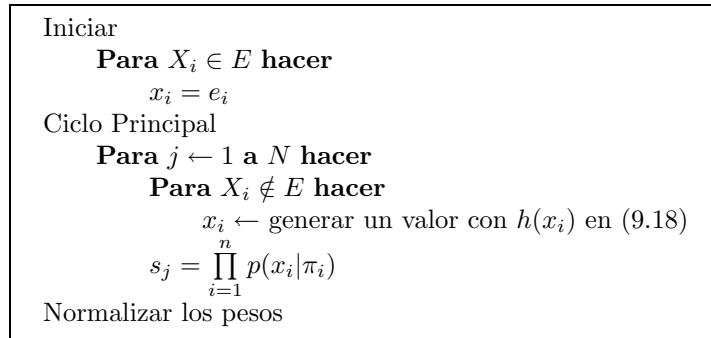 Iniciar
Para X_i ∈ E hacer
x_i = e_i
Ciclo Principal
Para j ← 1 a N hacer
Para X_i ∉ E hacer
x_i ← generar un valor con h(x_i) en (9.18)
s_j = ∏_{i=1}^{n} p(x_i|π_i)
Normalizar los pesos